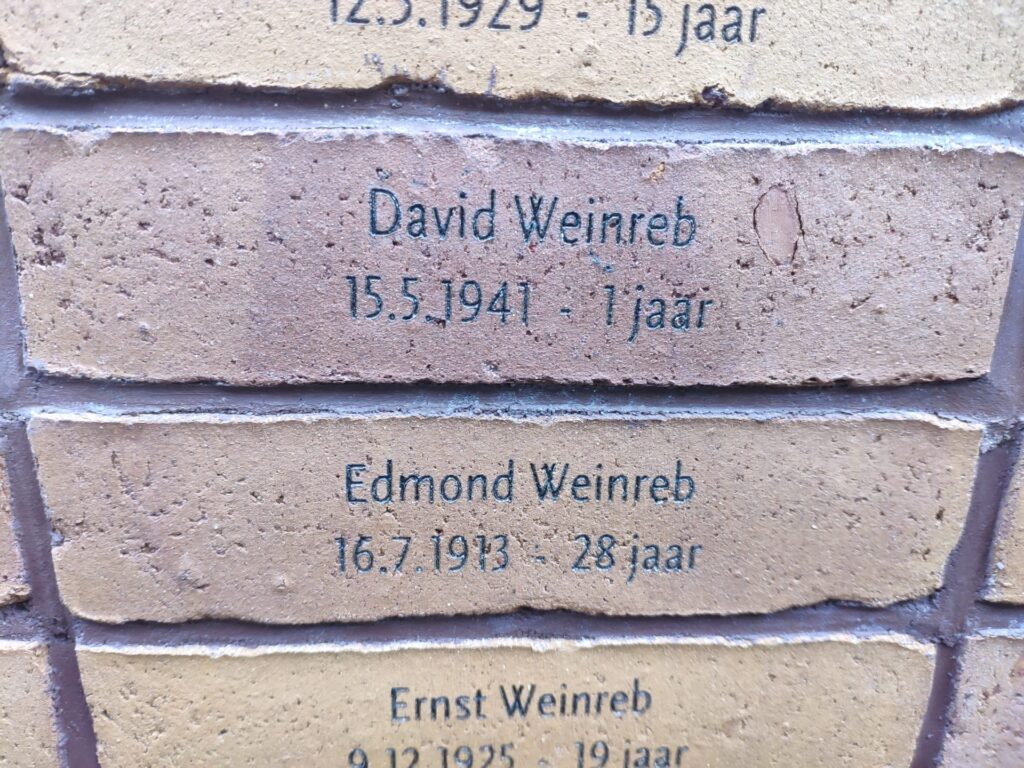 12.5.1929 - 15 jaar
David Weinreb
15.5.1941 - 1 jaar
Edmond Weinreb
16.7.1913 - 28 jaar
Ernst Weinreb
9.12.1925 - 19 jaar